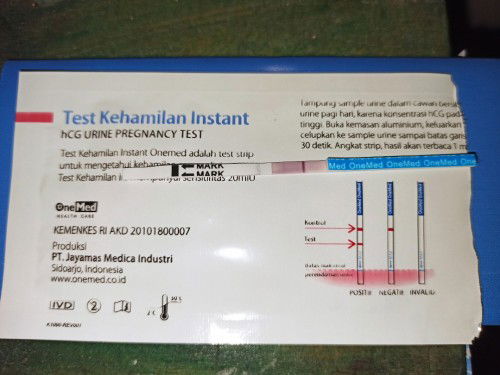 Test Kehamilan Instant
hCG URINE PREGNANCY TEST
Test Kehamilan Instant Onemed adalah test strip
untuk mengetahui
Test Kehamilan
20mIU
MARK
MARK
OneMed
HEALTH CARE
KEMENKES RI AKD 20101800007
Produksi
PT. Jayamas Medica Industri
Sidoarjo, Indonesia
www.onemed.co.id
IVD
2
Tampung sample urine dalam cawan
urine pagi hari, karena konsentrasi hCG pada
tinggi. Buka kemasan aluminium, keluarkan
celupkan ke sample urine sampai batas garis
30 detik. Angkat strip, hasil akan terbaca 1
Med OneMed OneMed OneMed One
Kontrol
Test
POSITIF NEGATIF INVALID